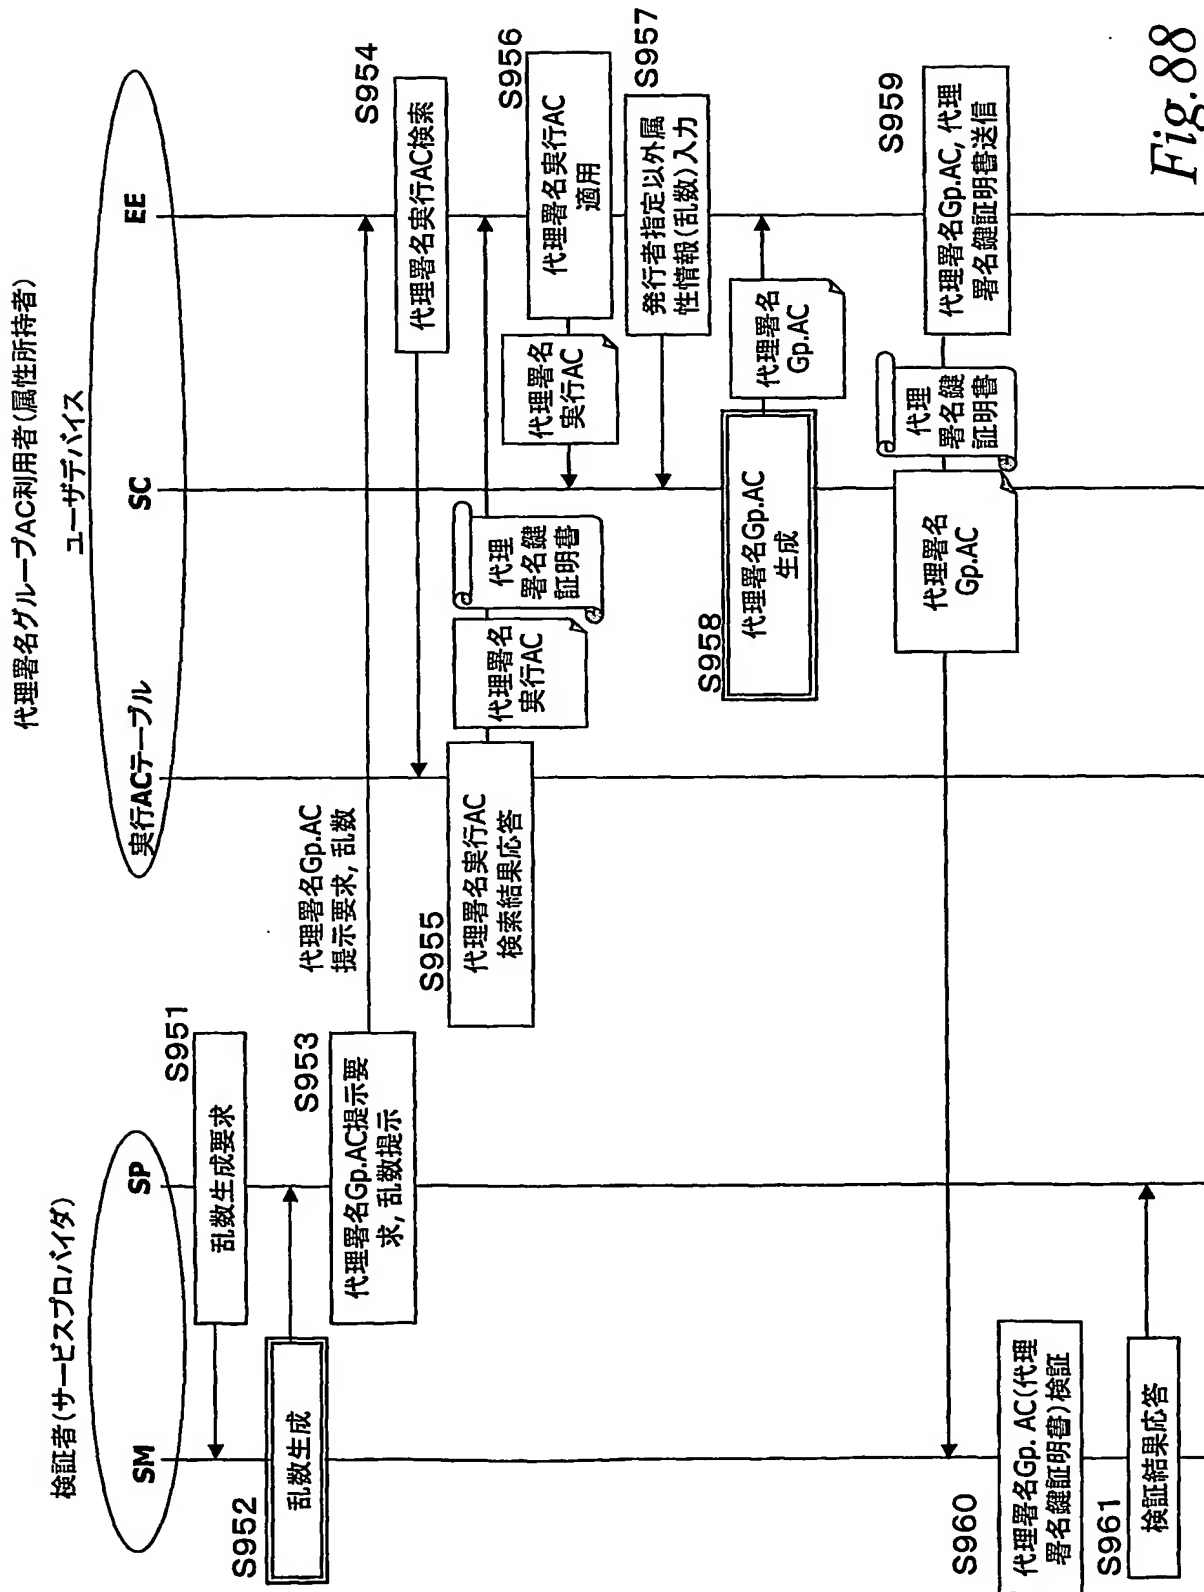 代理署名グループAC利用者(属性所持者)
ユーザデバイス
検証者(サービスプロバイダ)
SM
SP
実行ACテーブル
SC
EE
S951
乱数生成要求
S952
乱数生成
S953
代理署名Gp.AC提示要
求, 乱数提示
代理署名Gp.AC
提示要求, 乱数
S954
代理署名実行AC検索
S955
代理署名実行AC
検索結果応答
代理署名
実行AC
代理
署名鍵
証明書
S956
代理署名実行AC
適用
代理署名
実行AC
S957
発行者指定以外属
性情報(乱数)入力
S958
代理署名Gp.AC
生成
代理署名
Gp.AC
S959
代理署名Gp.AC, 代理
署名鍵証明書送信
代理
署名鍵
証明書
代理署名
Gp.AC
S960
代理署名Gp. AC(代理
署名鍵証明書)検証
S961
検証結果応答
Fig.88